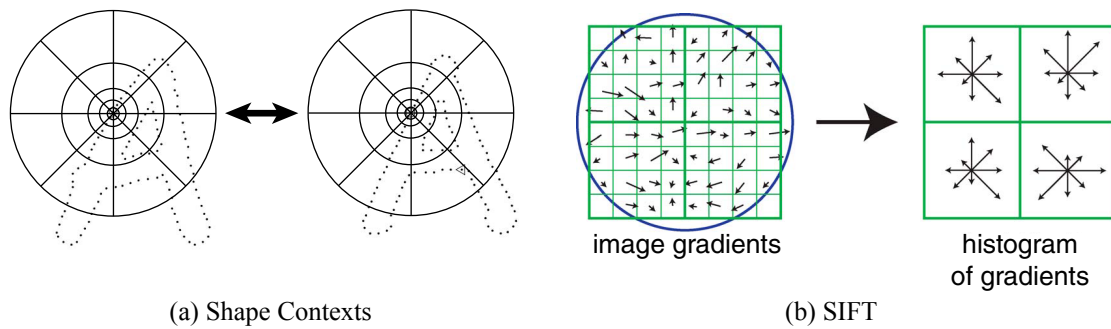 image gradients
histogram
of gradients
(a) Shape Contexts
(b) SIFT